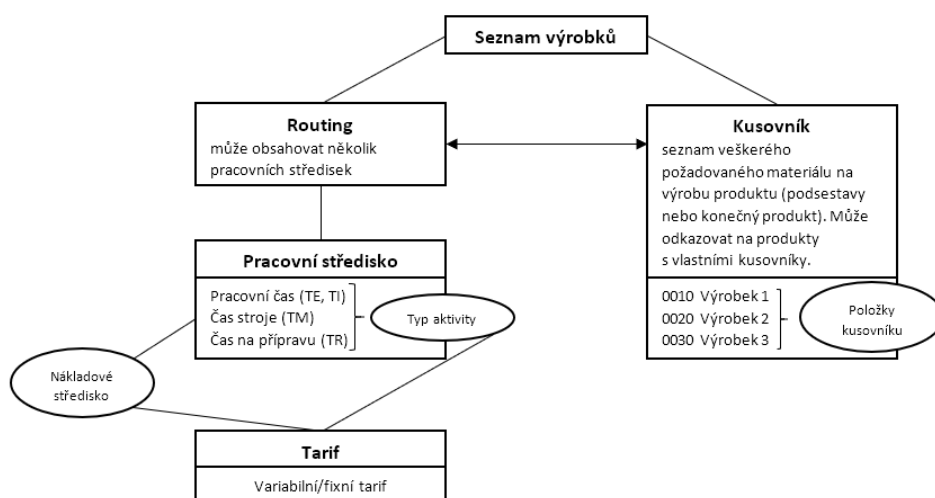 Seznam výrobků
Routing
může obsahovat několik
pracovních středisek
Kusovník
seznam veškerého
požadovaného materiálu na
výrobu produktu (podsestavy
nebo konečný produkt). Může
odkazovat na produkty
s vlastními kusovníky.
Pracovní středisko
Pracovní čas (TE, TI)
Čas stroje (TM)
Čas na přípravu (TR)
Typ aktivity
0010 Výrobek 1
0020 Výrobek 2
0030 Výrobek 3
Položky
kusovníku
Nákladové
středisko
Tarif
Variabilní/fixní tarif